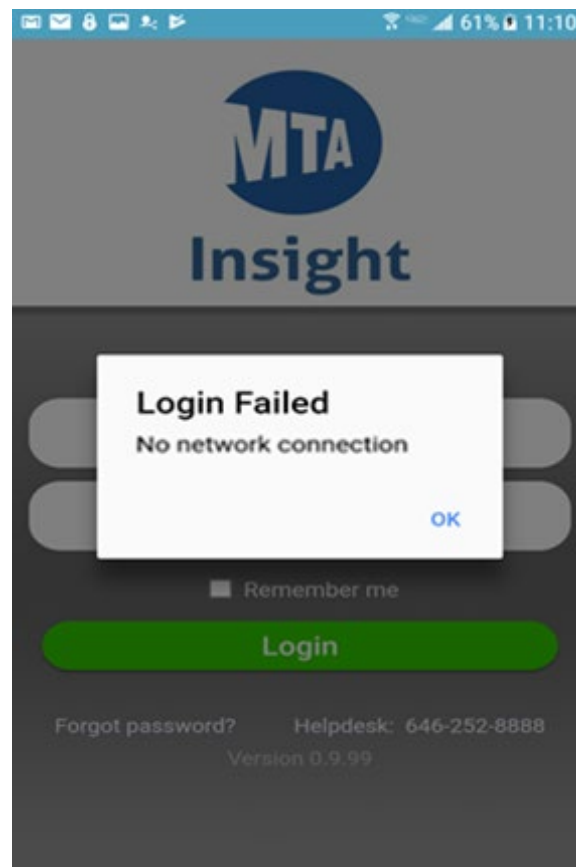 61% 11:10
MTA
Insight
Login Failed
No network connection
OK
Remember me
Login
Forgot password? Helpdesk: 646-252-8888
Version 0.9.99